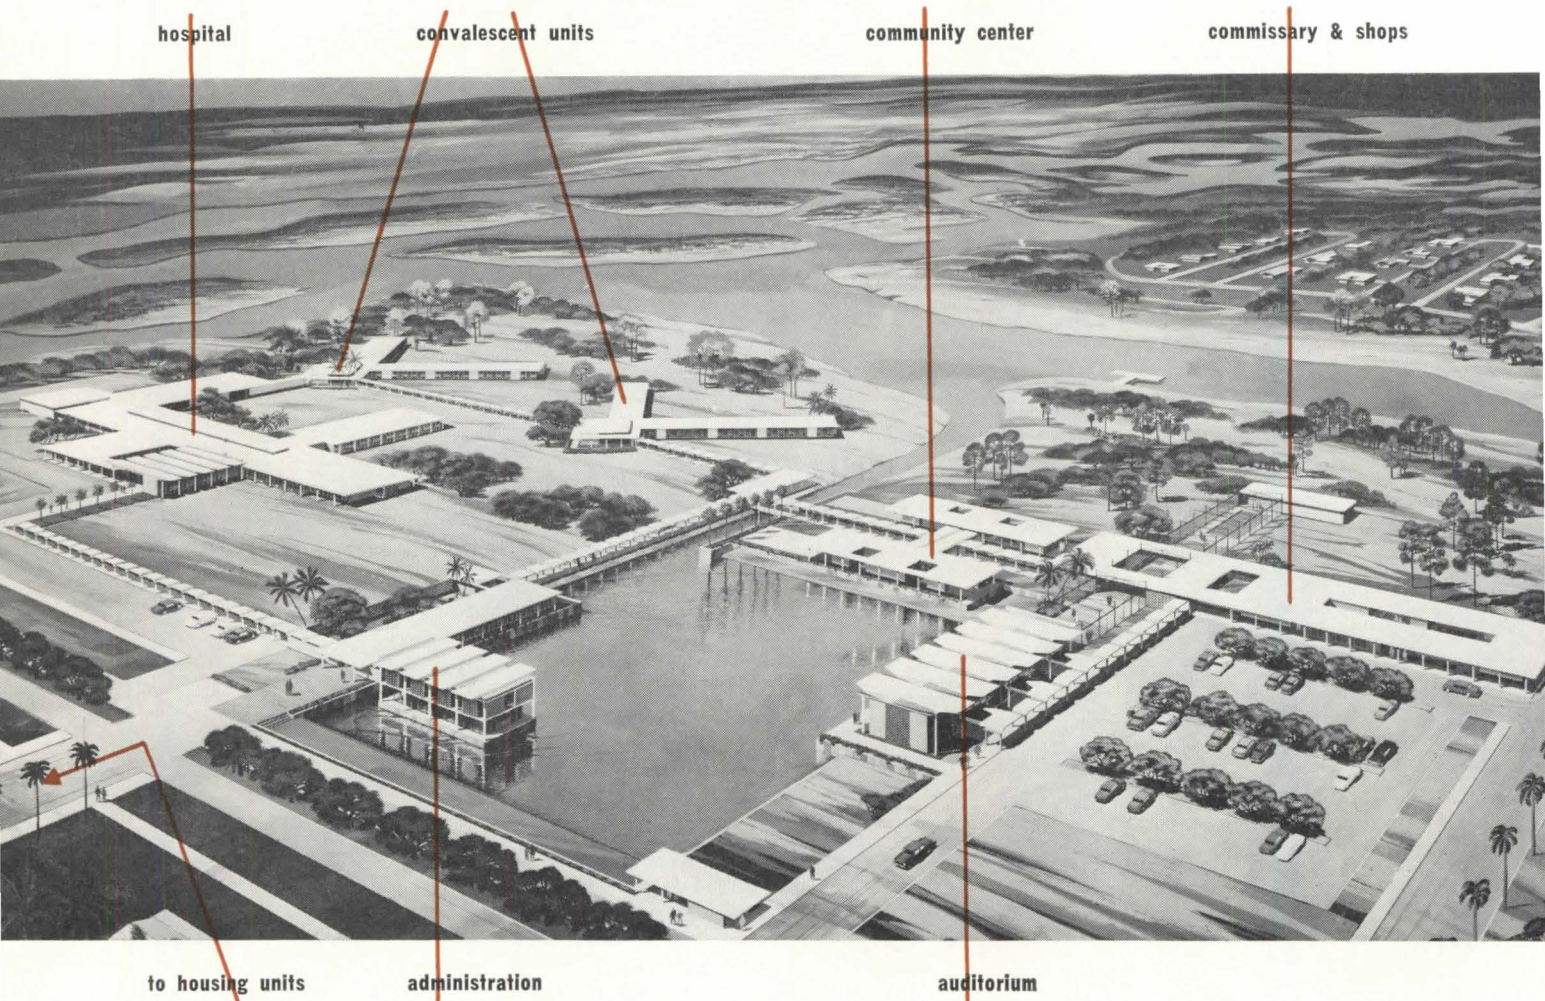 hospital
convalescent units
community center
commissary & shops
to housing units
administration
auditorium